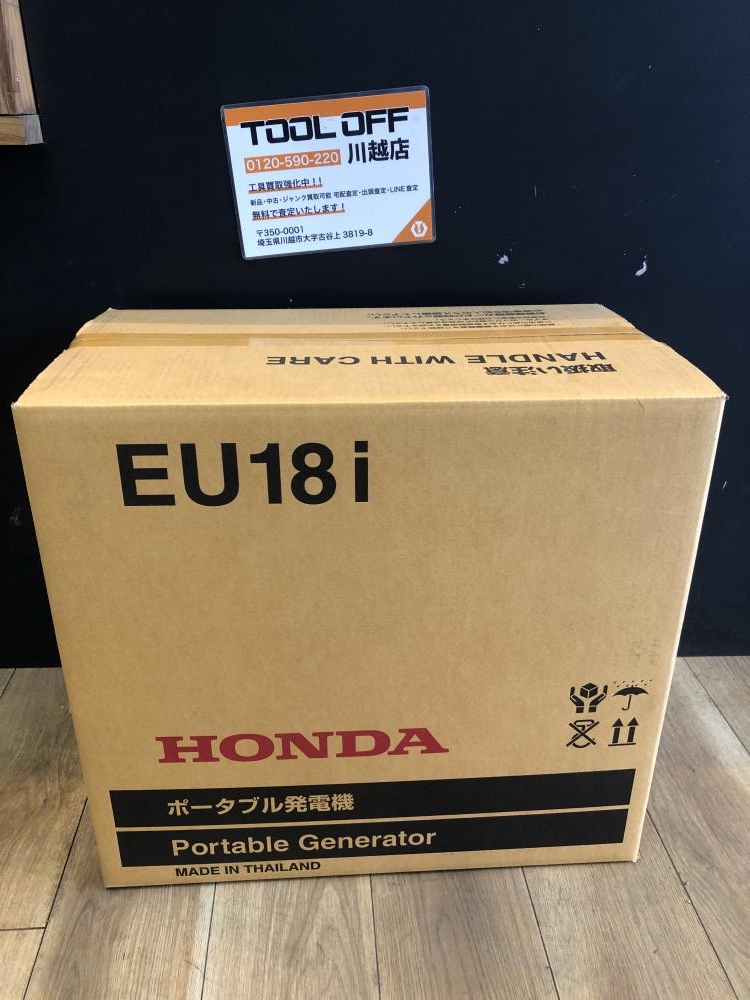 TOOL OFF
0120-590-220 川越店
工具買取強化中！！
新品・中古・ジャンク買取可能 宅配査定・出張査定・LINE査定
無料で査定いたします！
〒350-0001
埼玉県川越市大字古谷上 3819-8
取扱い注意
HANDLE WITH CARE
EU18i
HONDA
ポータブル発電機
Portable Generator
MADE IN THAILAND